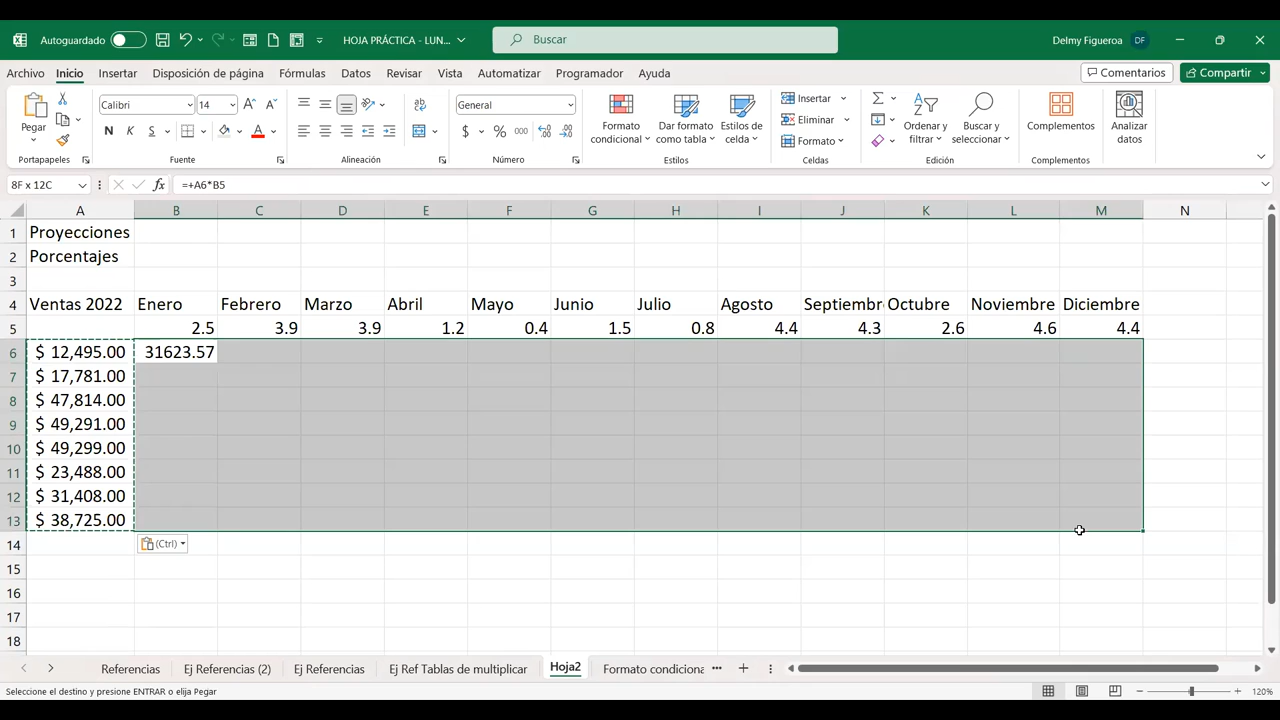 Autoguardado
HOJA PRÁCTICA - LUN...
Buscar
Delmy Figueroa DF
Archivo Inicio Insertar Disposición de página Fórmulas Datos Revisar Vista Automatizar Programador Ayuda Comentarios Compartir
Pegar
Portapapeles
Calibri 14
N K S
Fuente
Alineación
General
$ % 000
Número
Formato condicional
Dar formato como tabla
Estilos de celda
Estilos
Insertar
Eliminar
Formato
Celdas
Ordenar y filtrar
Buscar y seleccionar
Edición
Complementos
Complementos
Analizar datos
8F x 12C fx =+A6*B5
A B C D E F G H I J K L M N
1 Proyecciones
2 Porcentajes
3
4 Ventas 2022 Enero Febrero Marzo Abril Mayo Junio Julio Agosto Septiembr Octubre Noviembre Diciembre
5 2.5 3.9 3.9 1.2 0.4 1.5 0.8 4.4 4.3 2.6 4.6 4.4
6 $ 12,495.00 31623.57
7 $ 17,781.00
8 $ 47,814.00
9 $ 49,291.00
10 $ 49,299.00
11 $ 23,488.00
12 $ 31,408.00
13 $ 38,725.00
14 (Ctrl)
15
16
17
18
Referencias Ej Referencias (2) Ej Referencias Ej Ref Tablas de multiplicar Hoja2 Formato condiciona ...
Seleccione el destino y presione ENTRAR o elija Pegar 120%